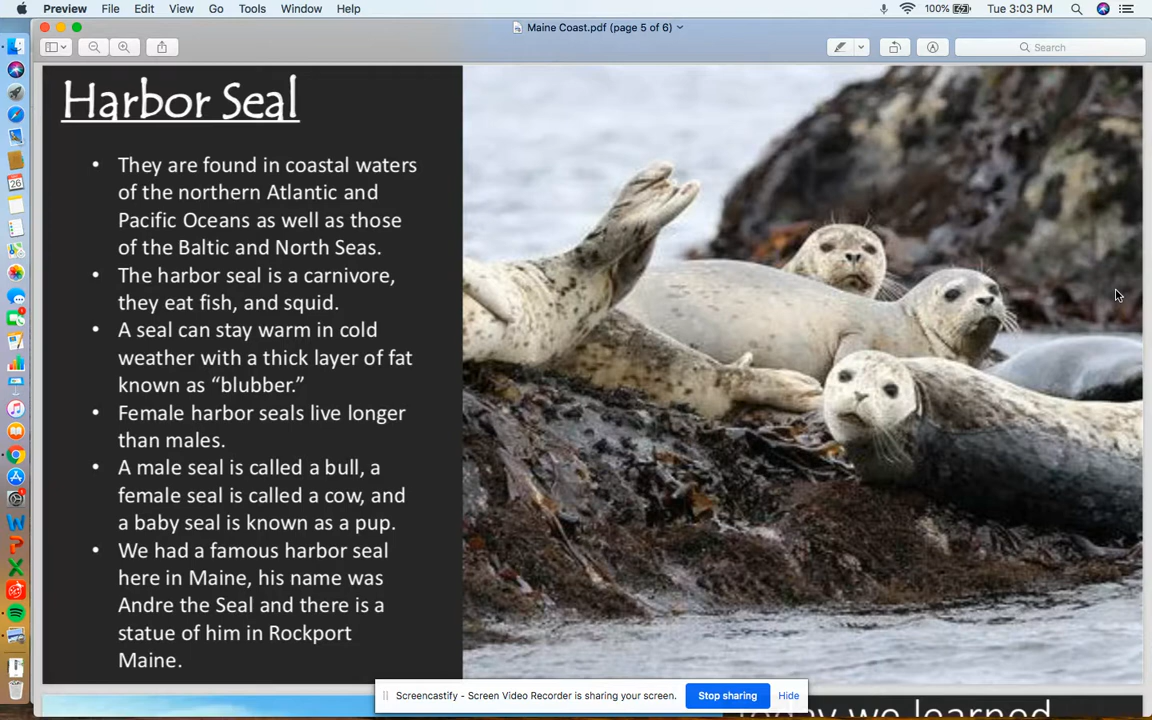 Preview File Edit View Go Tools Window Help 100% Tue 3:03 PM
Maine Coast.pdf (page 5 of 6)
Search
Harbor Seal
• They are found in coastal waters
of the northern Atlantic and
Pacific Oceans as well as those
of the Baltic and North Seas.
• The harbor seal is a carnivore,
they eat fish, and squid.
• A seal can stay warm in cold
weather with a thick layer of fat
known as “blubber.”
• Female harbor seals live longer
than males.
• A male seal is called a bull, a
female seal is called a cow, and
a baby seal is known as a pup.
• We had a famous harbor seal
here in Maine, his name was
Andre the Seal and there is a
statue of him in Rockport
Maine.
Screencastify - Screen Video Recorder is sharing your screen. Stop sharing Hide
Today we learned
26